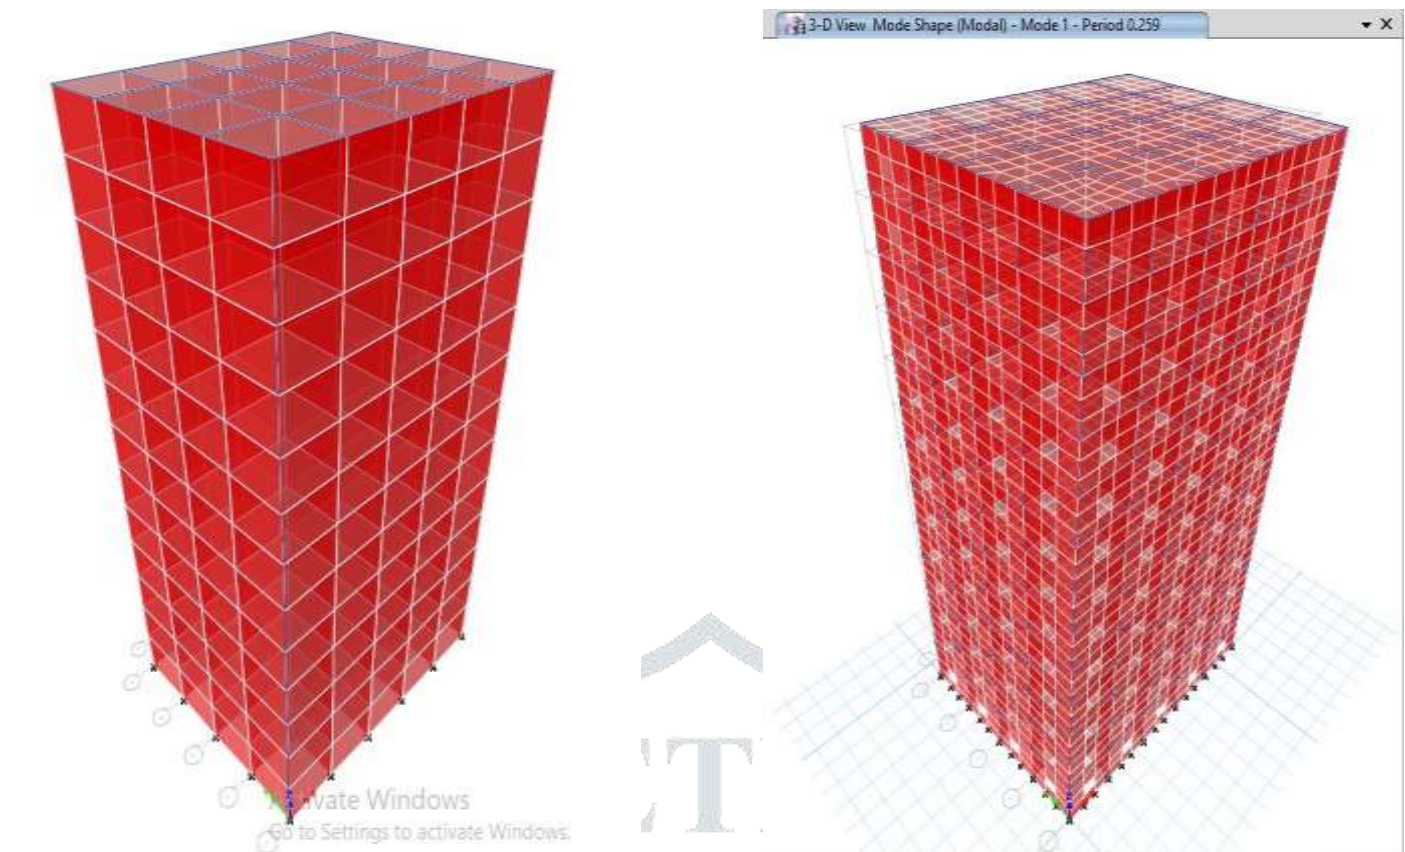 3-D View Mode Shape (Modal) - Mode 1 - Period 0.259
Activate Windows
Go to Settings to activate Windows.